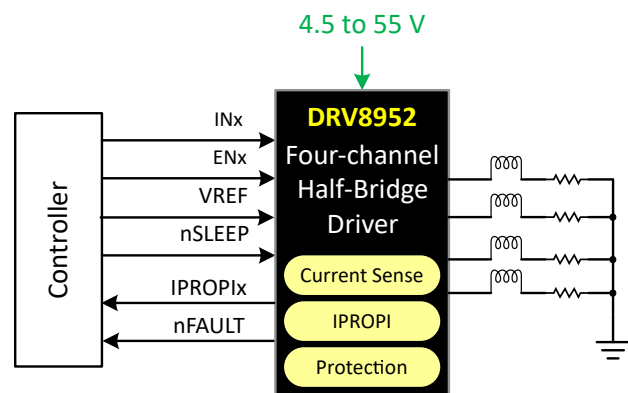 4.5 to 55 V
Controller
INx
ENx
VREF
nSLEEP
IPROPIx
nFAULT
DRV8952
Four-channel
Half-Bridge
Driver
Current Sense
IPROPI
Protection